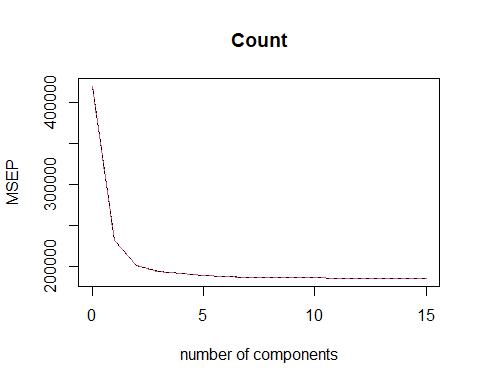 Count
MSEP
400000
300000
200000
0 5 10 15
number of components